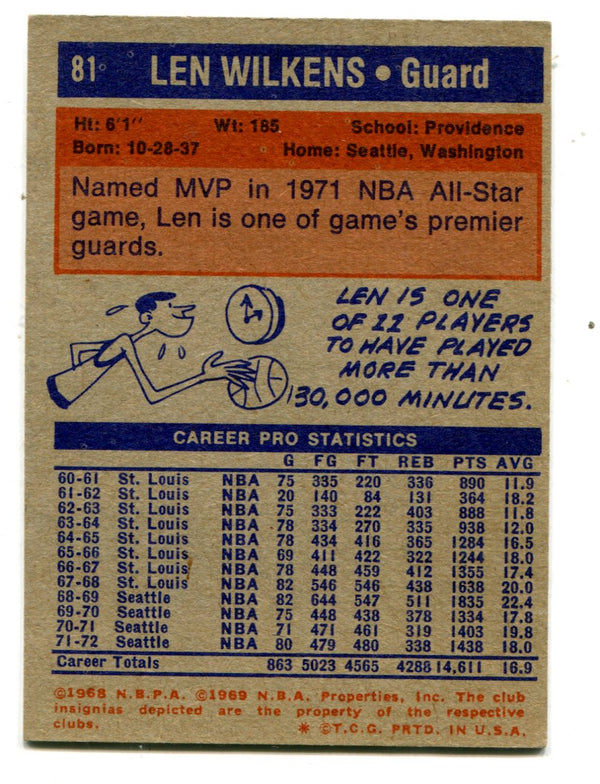 81 LEN WILKENS • Guard
Ht: 6'1" Wt: 185 School: Providence
Born: 10-28-37 Home: Seattle, Washington
Named MVP in 1971 NBA All-Star
game, Len is one of game's premier
guards.
LEN IS ONE
OF 11 PLAYERS
TO HAVE PLAYED
MORE THAN
30,000 MINUTES.
CAREER PRO STATISTICS
G FG FT REB PTS AVG
60-61 St. Louis NBA 75 335 220 336 890 11.9
61-62 St. Louis NBA 20 140 84 131 364 18.2
62-63 St. Louis NBA 75 333 222 403 888 11.8
63-64 St. Louis NBA 78 334 270 335 938 12.0
64-65 St. Louis NBA 78 434 416 365 1284 16.5
65-66 St. Louis NBA 69 411 422 322 1244 18.0
66-67 St. Louis NBA 78 448 459 412 1355 17.4
67-68 St. Louis NBA 82 546 546 438 1638 20.0
68-69 Seattle NBA 82 644 547 511 1835 22.4
69-70 Seattle NBA 75 448 438 378 1334 17.8
70-71 Seattle NBA 71 471 461 319 1403 19.8
71-72 Seattle NBA 80 479 480 338 1438 18.0
Career Totals 863 5023 4565 4288 14,611 16.9
©1968 N.B.P.A. ©1969 N.B.A. Properties, Inc. The club
insignias depicted are the property of the respective
clubs. * ©T.C.G. PRTD. IN U.S.A.